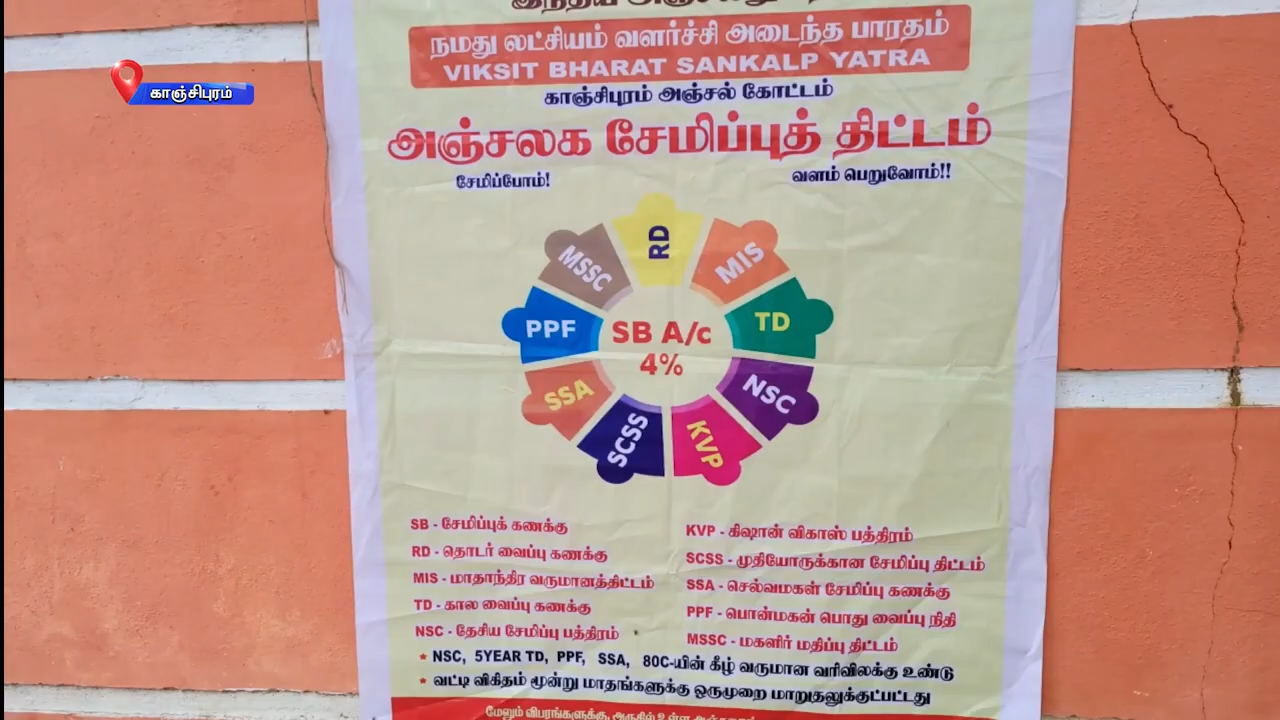 நமது லட்சியம் வளர்ச்சி அடைந்த பாரதம்
VIKSIT BHARAT SANKALP YATRA
காஞ்சிபுரம்
காஞ்சிபுரம் அஞ்சல் கோட்டம்
அஞ்சலக சேமிப்புத் திட்டம்
சேமிப்போம்! வளம் பெறுவோம்!!
RD
MSSC
MIS
PPF
SB A/c
4%
TD
SSA
NSC
SCSS
KVP
SB - சேமிப்புக் கணக்கு
RD - தொடர் வைப்பு கணக்கு
MIS - மாதாந்திர வருமானத்திட்டம்
TD - கால வைப்பு கணக்கு
NSC - தேசிய சேமிப்பு பத்திரம்
KVP - கிஷான் விகாஸ் பத்திரம்
SCSS - முதியோருக்கான சேமிப்பு திட்டம்
SSA - செல்வமகள் சேமிப்பு கணக்கு
PPF - பொன்மகன் பொது வைப்பு நிதி
MSSC - மகளிர் மதிப்பு திட்டம்
* NSC, 5YEAR TD, PPF, SSA, 80C-யின் கீழ் வருமான வரிவிலக்கு உண்டு
* வட்டி விகிதம் மூன்று மாதங்களுக்கு ஒருமுறை மாறுதலுக்குட்பட்டது
மேலும் விபரங்களுக்கு, அருகில் உள்ள